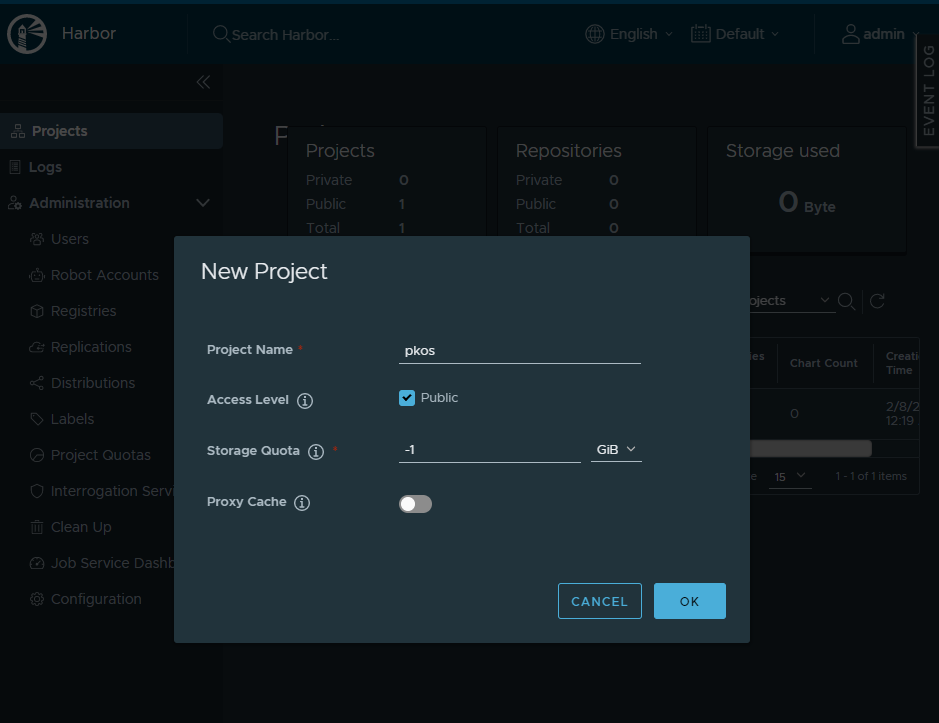 Harbor
Search Harbor...
English
Default
admin
EVENT LOG
Projects
Logs
Administration
Users
Robot Accounts
Registries
Replications
Distributions
Labels
Project Quotas
Interrogation Servi
Clean Up
Job Service Dashb
Configuration
Projects
Private 0
Public 1
Total 1
Repositories
Private 0
Public 0
Total 0
Storage used
0 Byte
ojects
ies
Chart Count
Creati
Time
0
2/8/2
12:19
e 15
1 - 1 of 1 items
New Project
Project Name *
pkos
Access Level
Public
Storage Quota *
-1
GiB
Proxy Cache
CANCEL
OK